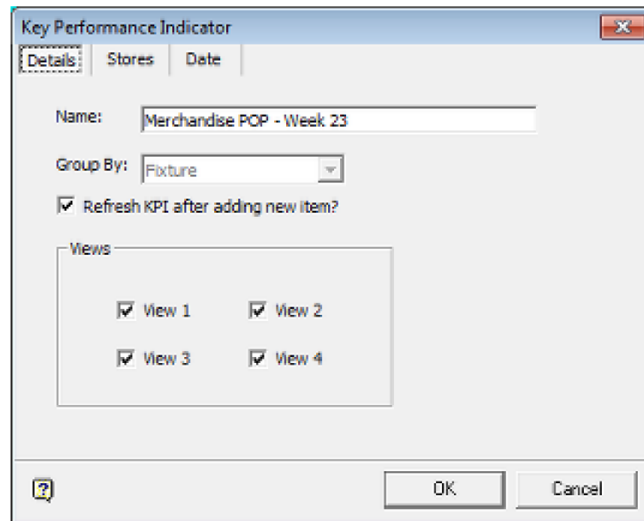 Key Performance Indicator
Details Stores Date
Name: Merchandise POP - Week 23
Group By: Fixture
Refresh KPI after adding new item?
Views
View 1 View 2
View 3 View 4
OK Cancel